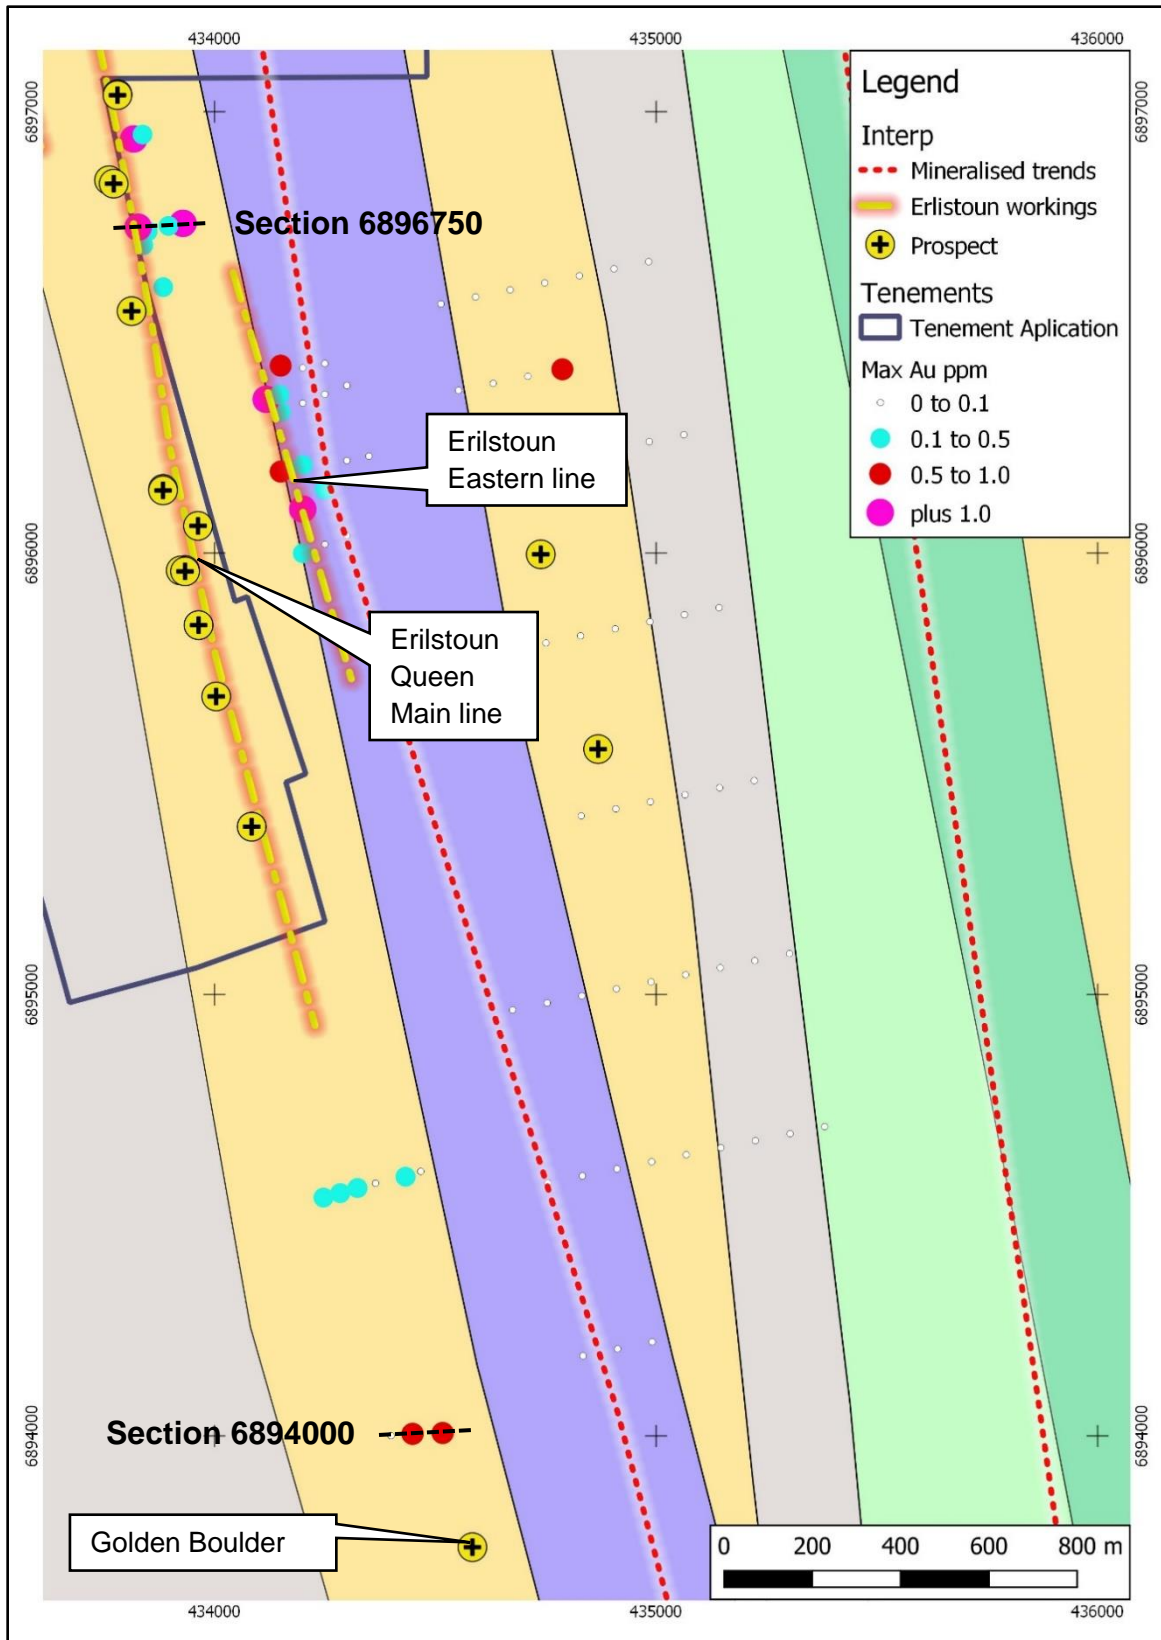 434000
435000
436000
6897000
6897000
Legend
Interp
Mineralised trends
Erlistoun workings
Prospect
Tenements
Tenement Aplication
Max Au ppm
0 to 0.1
0.1 to 0.5
0.5 to 1.0
plus 1.0
Section 6896750
Erilstoun
Eastern line
6896000
6896000
Erilstoun
Queen
Main line
6895000
6895000
Section 6894000
6894000
6894000
Golden Boulder
0 200 400 600 800 m
434000
435000
436000